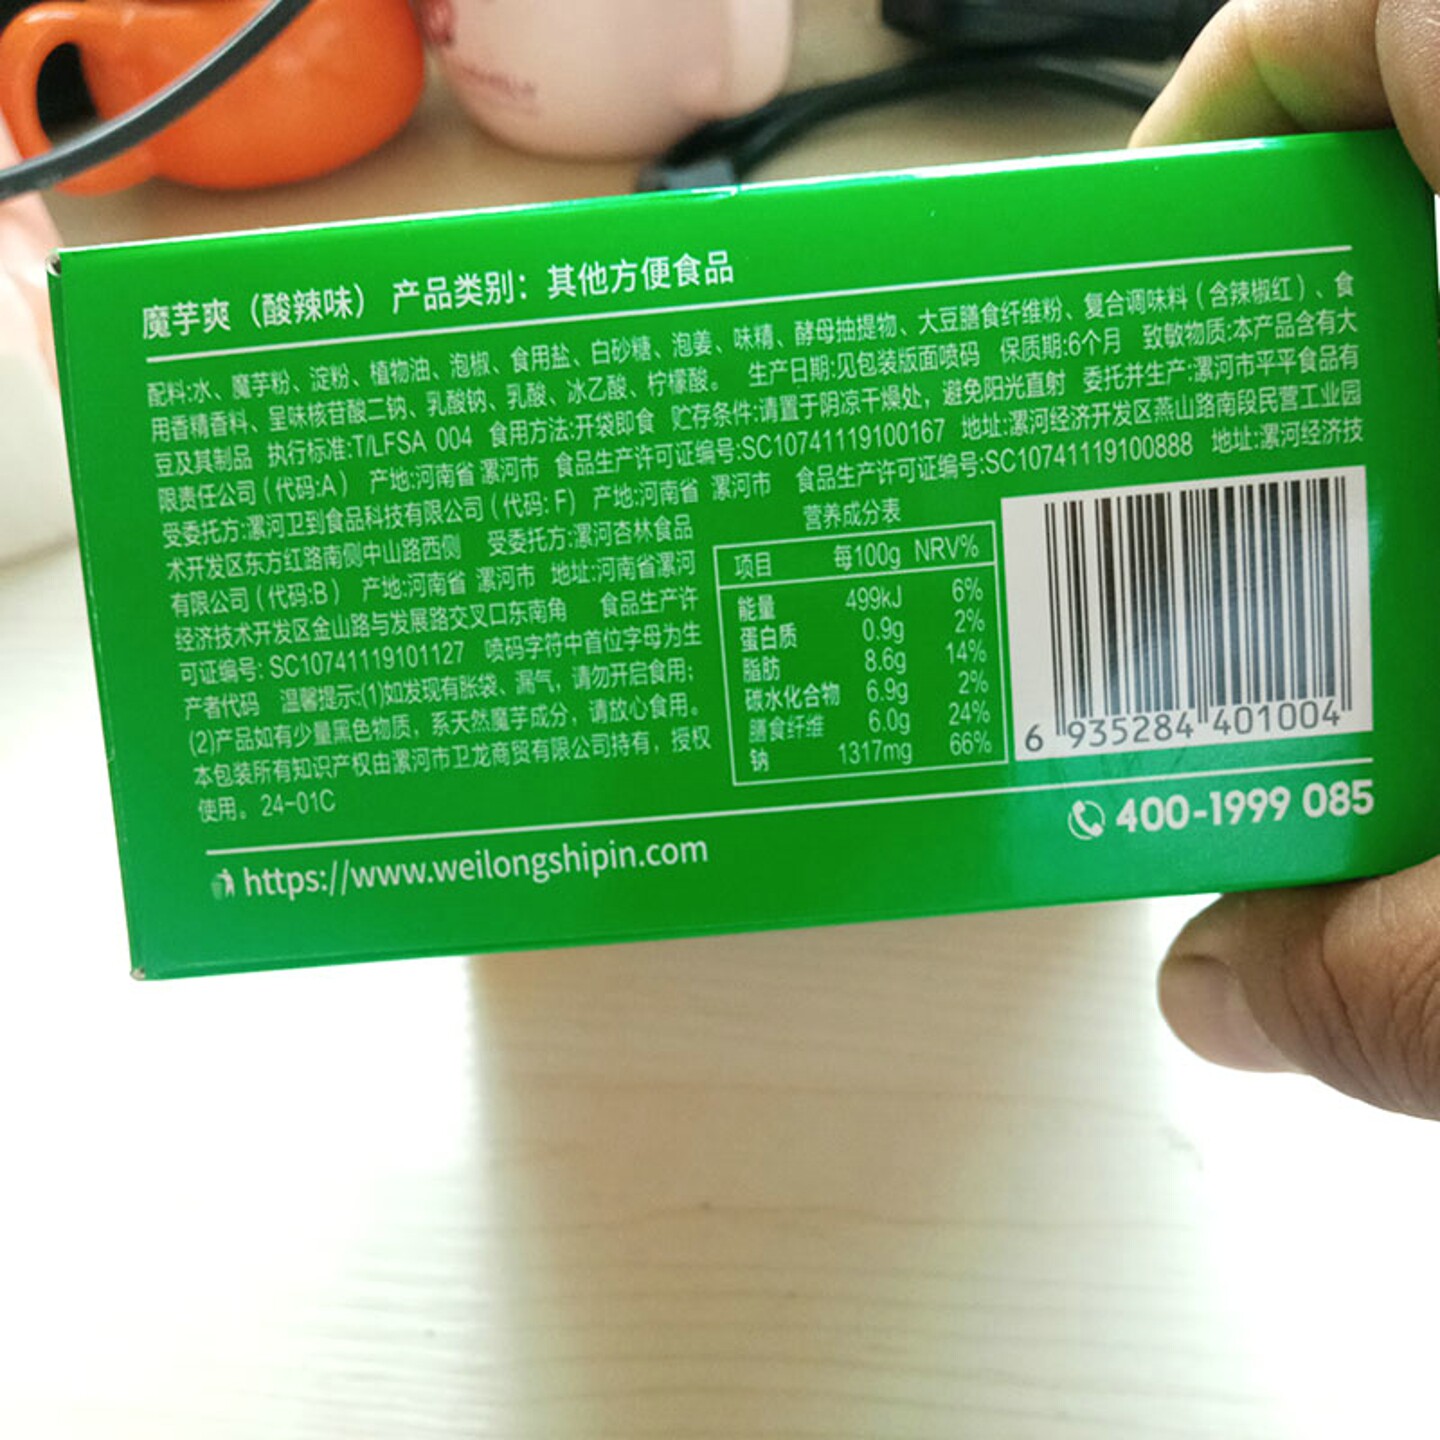 魔芋爽（酸辣味） 产品类别：其他方便食品
配料:水、魔芋粉、淀粉、植物油、泡椒、食用盐、白砂糖、泡姜、味精、酵母抽提物、大豆膳食纤维粉、复合调味料（含辣椒红）、食
用香精香料、呈味核苷酸二钠、乳酸钠、乳酸、冰乙酸、柠檬酸。 生产日期:见包装版面喷码 保质期:6个月 致敏物质:本产品含有大
豆及其制品 执行标准:T/LFSA 004 食用方法:开袋即食 贮存条件:请置于阴凉干燥处，避免阳光直射 委托并生产:漯河市平平食品有
限责任公司（代码:A） 产地:河南省 漯河市 食品生产许可证编号:SC10741119100167 地址:漯河经济开发区燕山路南段民营工业园
受委托方:漯河卫到食品科技有限公司（代码: F） 产地:河南省 漯河市 食品生产许可证编号:SC10741119100888 地址:漯河经济技
术开发区东方红路南侧中山路西侧 受委托方:漯河杏林食品
有限公司（代码:B） 产地:河南省 漯河市 地址:河南省漯河
经济技术开发区金山路与发展路交叉口东南角 食品生产许
可证编号: SC10741119101127 喷码字符中首位字母为生
产者代码 温馨提示:(1)如发现有胀袋、漏气，请勿开启食用；
(2)产品如有少量黑色物质，系天然魔芋成分，请放心食用。
本包装所有知识产权由漯河市卫龙商贸有限公司持有，授权
使用。24-01C
营养成分表
项目 每100g NRV%
能量 499kJ 6%
蛋白质 0.9g 2%
脂肪 8.6g 14%
碳水化合物 6.9g 2%
膳食纤维 6.0g 24%
钠 1317mg 66%
6 935284 401004
https://www.weilongshipin.com
400-1999 085